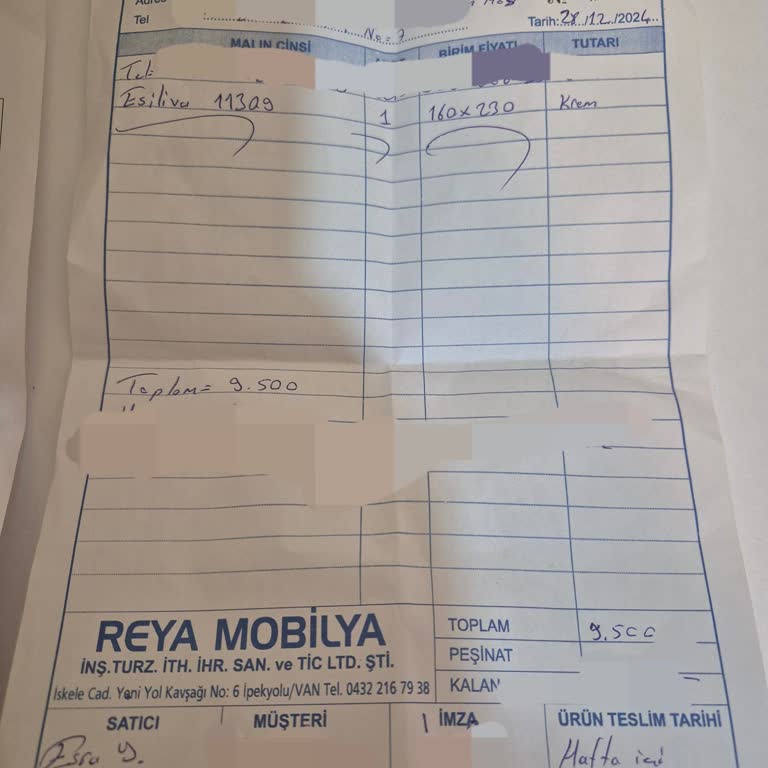 Tel No = 7 Tarih: 28/12/2024
MALIN CİNSİ BİRİM FİYATI TUTARI
Tel:
Esiliva 11309 1 160x230 Krem
Toplam = 9.500
REYA MOBİLYA
İNŞ.TURZ. İTH. İHR. SAN. ve TİC LTD. ŞTİ.
İskele Cad. Yeni Yol Kavşağı No: 6 İpekyolu/VAN Tel. 0432 216 79 38
TOPLAM 9.500
PEŞİNAT
KALAN
SATICI MÜŞTERİ İMZA ÜRÜN TESLİM TARİHİ
Esra Y. Hafta içi